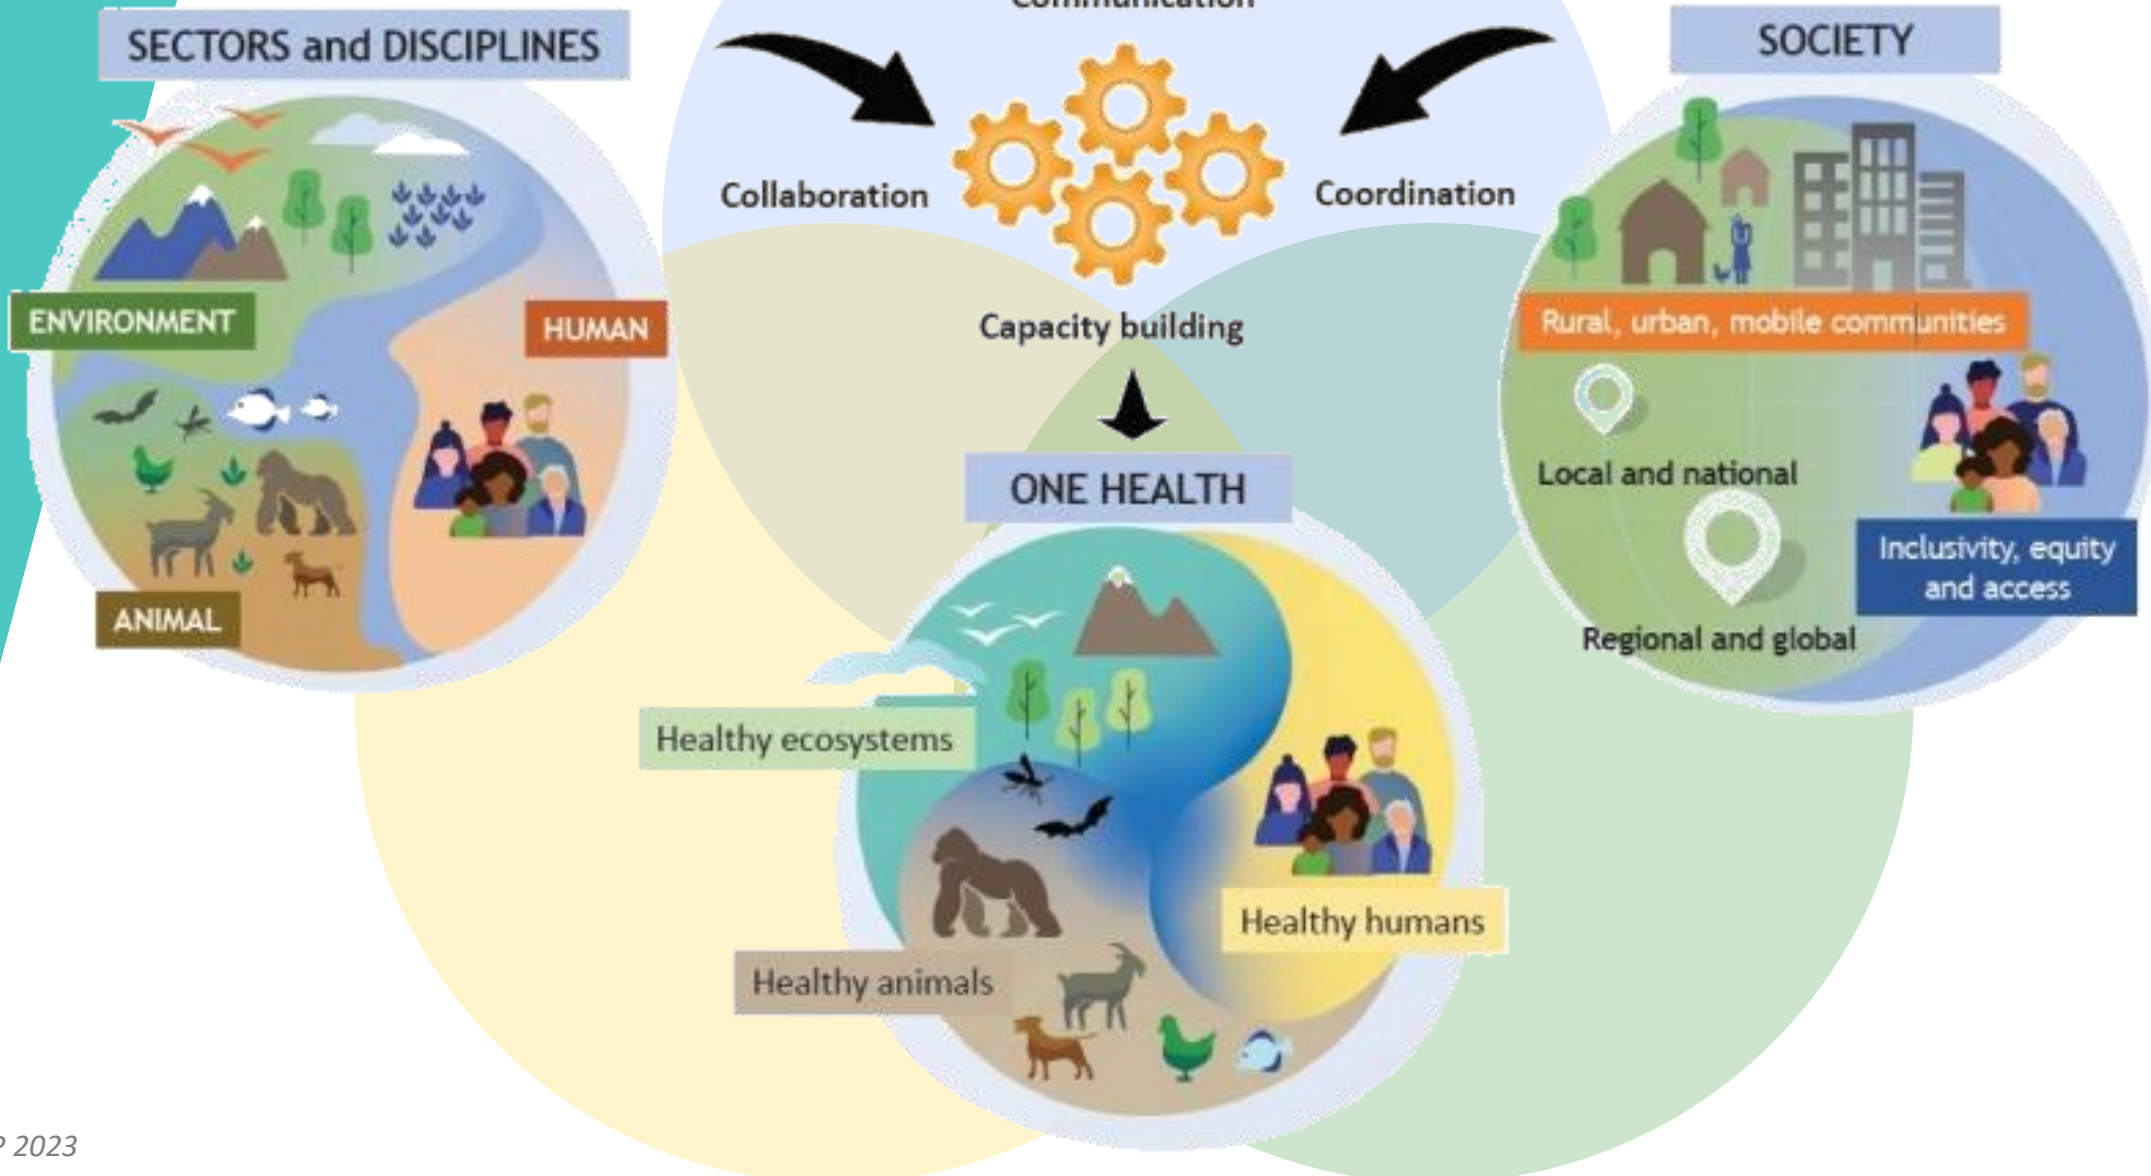 Communication
SECTORS and DISCIPLINES
SOCIETY
Collaboration
Coordination
ENVIRONMENT
HUMAN
Capacity building
Rural, urban, mobile communities
ONE HEALTH
Local and national
Inclusivity, equity
and access
ANIMAL
Regional and global
Healthy ecosystems
Healthy humans
Healthy animals
2023